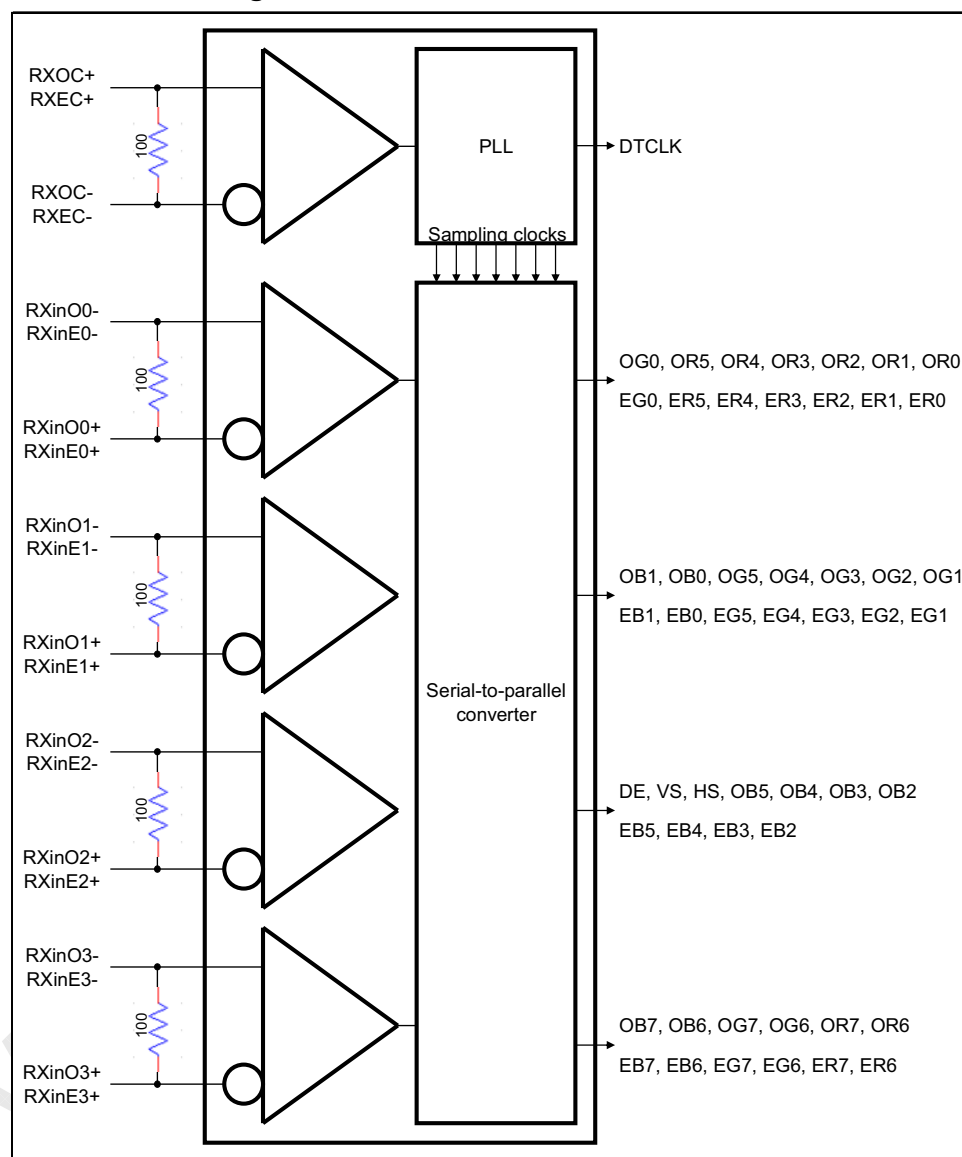 RXOC+
RXEC+
100
RXOC-
RXEC-
PLL
DTCLK
Sampling clocks
RXinO0-
RXinE0-
100
RXinO0+
RXinE0+
OG0, OR5, OR4, OR3, OR2, OR1, OR0
EG0, ER5, ER4, ER3, ER2, ER1, ER0
RXinO1-
RXinE1-
100
RXinO1+
RXinE1+
OB1, OB0, OG5, OG4, OG3, OG2, OG1
EB1, EB0, EG5, EG4, EG3, EG2, EG1
Serial-to-parallel
converter
RXinO2-
RXinE2-
100
RXinO2+
RXinE2+
DE, VS, HS, OB5, OB4, OB3, OB2
EB5, EB4, EB3, EB2
RXinO3-
RXinE3-
100
RXinO3+
RXinE3+
OB7, OB6, OG7, OG6, OR7, OR6
EB7, EB6, EG7, EG6, ER7, ER6